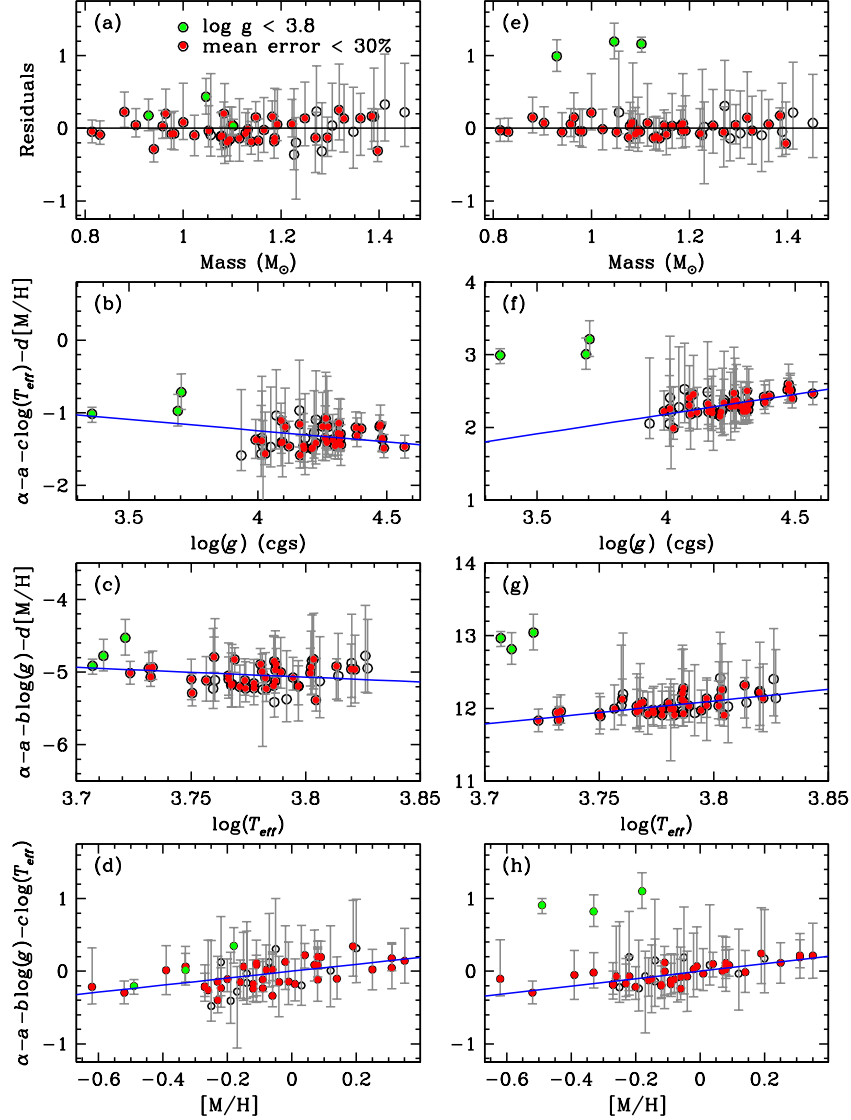 (a)
log g < 3.8
mean error < 30%
Residuals
1
0
−1
0.8
1
1.2
1.4
Mass (M⊙)
(e)
1
0
−1
0.8
1
1.2
1.4
Mass (M⊙)
(b)
α−a−clog(Teff)−d[M/H]
0
−1
−2
3.5
4
4.5
log(g) (cgs)
(f)
4
3
2
1
3.5
4
4.5
log(g) (cgs)
(c)
α−a−blog(g)−d[M/H]
−4
−5
−6
3.7
3.75
3.8
3.85
log(Teff)
(g)
14
13
12
11
3.7
3.75
3.8
3.85
log(Teff)
(d)
α−a−blog(g)−clog(Teff)
1
0
−1
−0.6
−0.4
−0.2
0
0.2
[M/H]
(h)
1
0
−1
−0.6
−0.4
−0.2
0
0.2
[M/H]